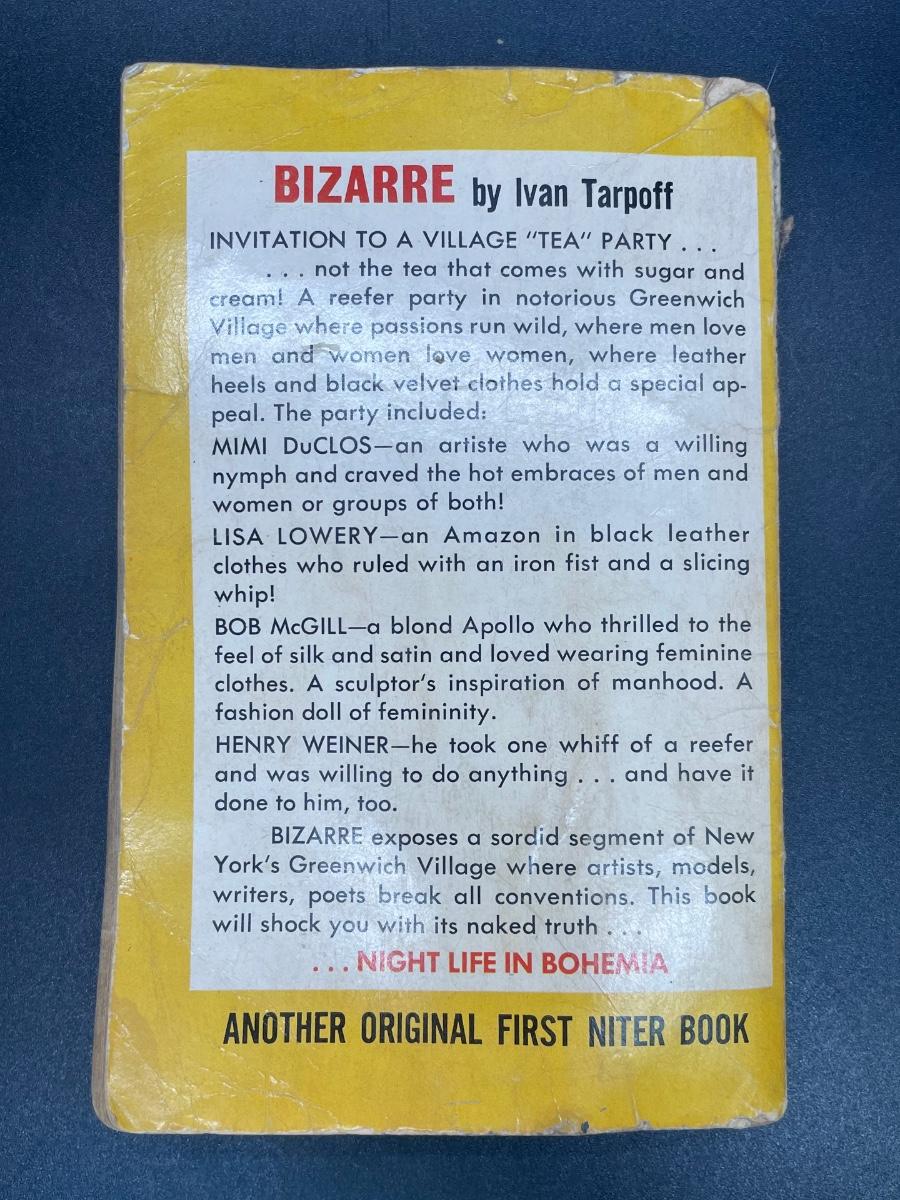 BIZARRE by Ivan Tarpoff
INVITATION TO A VILLAGE "TEA" PARTY . . .
. . . not the tea that comes with sugar and
cream! A reefer party in notorious Greenwich
Village where passions run wild, where men love
men and women love women, where leather
heels and black velvet clothes hold a special ap-
peal. The party included:
MIMI DuCLOS—an artiste who was a willing
nymph and craved the hot embraces of men and
women or groups of both!
LISA LOWERY—an Amazon in black leather
clothes who ruled with an iron fist and a slicing
whip!
BOB McGILL—a blond Apollo who thrilled to the
feel of silk and satin and loved wearing feminine
clothes. A sculptor's inspiration of manhood. A
fashion doll of femininity.
HENRY WEINER—he took one whiff of a reefer
and was willing to do anything . . . and have it
done to him, too.
BIZARRE exposes a sordid segment of New
York's Greenwich Village where artists, models,
writers, poets break all conventions. This book
will shock you with its naked truth . . .
. . . NIGHT LIFE IN BOHEMIA
ANOTHER ORIGINAL FIRST NITER BOOK